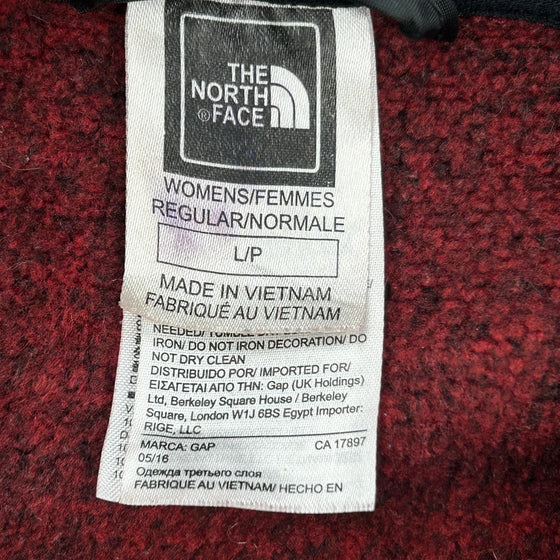 THE
NORTH
®FACE
WOMENS/FEMMES
REGULAR/NORMALE
L/P
MADE IN VIETNAM
FABRIQUÉ AU VIETNAM
NEEDED/ TUMBLE
IRON/ DO NOT IRON DECORATION/ DO
NOT DRY CLEAN
DISTRIBUIDO POR/ IMPORTED FOR/
ΕΙΣΑΓΕΤΑΙ ΑΠΟ ΤΗΝ: Gap (UK Holdings)
Ltd, Berkeley Square House / Berkeley
Square, London W1J 6BS Egypt Importer:
RIGE, LLC
MARCA: GAP CA 17897
05/16
Одежда третьего слоя
FABRIQUÉ AU VIETNAM/ HECHO EN